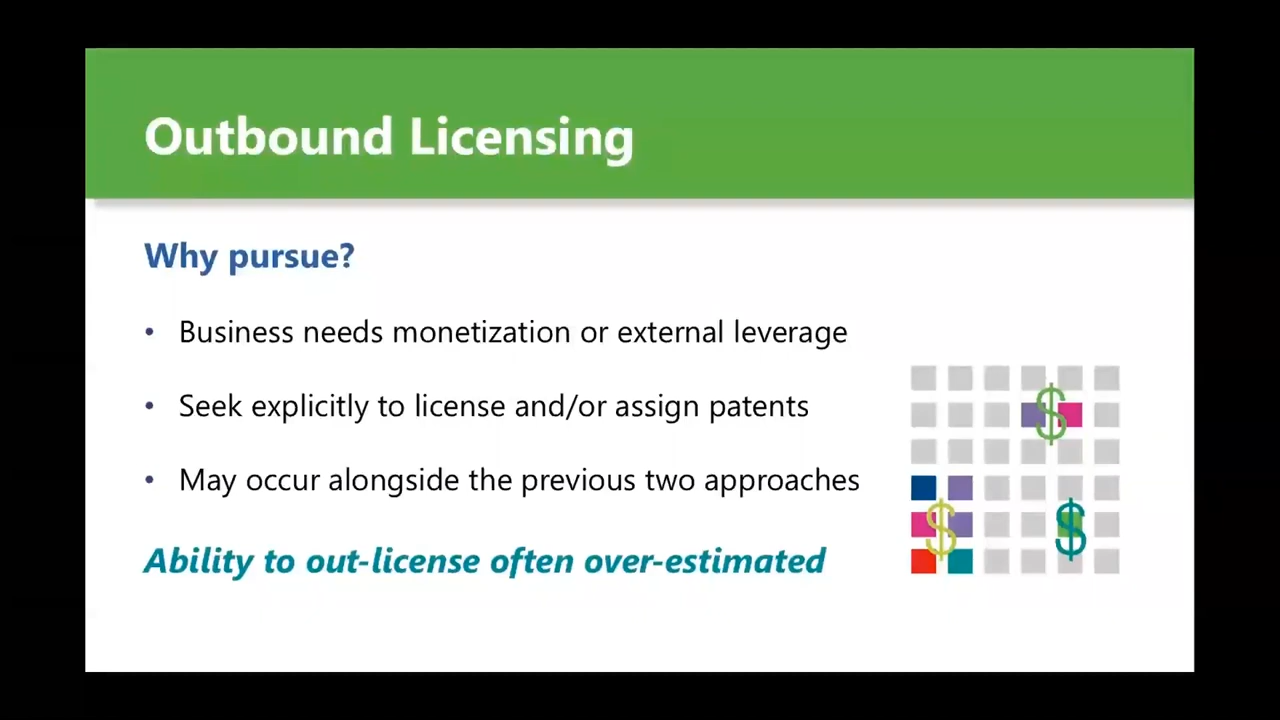 Outbound Licensing
Why pursue?
• Business needs monetization or external leverage
• Seek explicitly to license and/or assign patents
• May occur alongside the previous two approaches
Ability to out-license often over-estimated
$
$ $